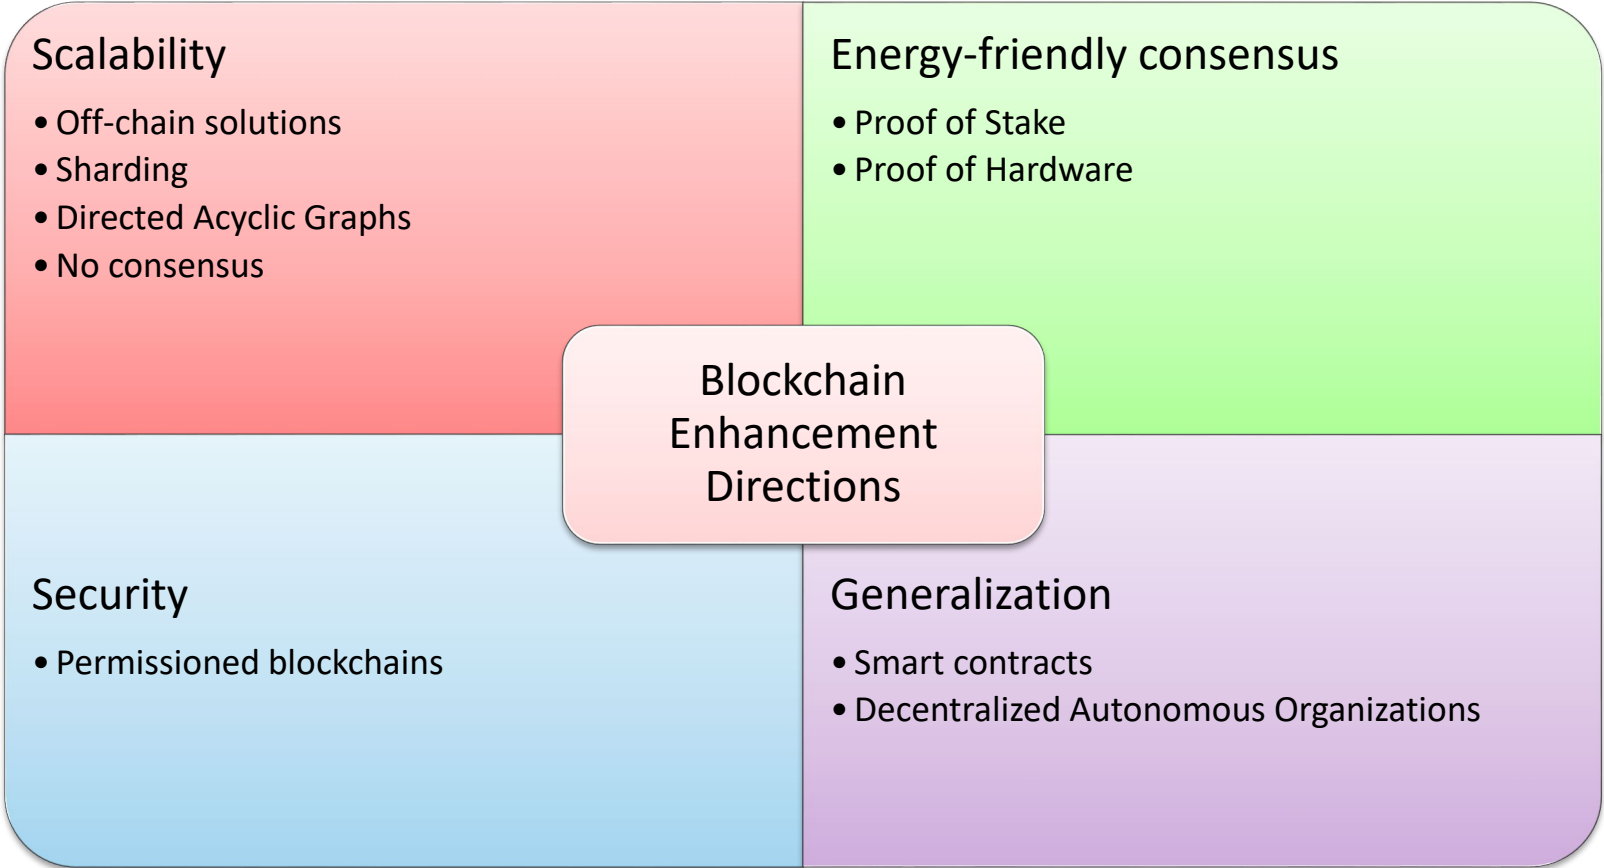 Scalability
• Off-chain solutions
• Sharding
• Directed Acyclic Graphs
• No consensus
Energy-friendly consensus
• Proof of Stake
• Proof of Hardware
Blockchain
Enhancement
Directions
Security
• Permissioned blockchains
Generalization
• Smart contracts
• Decentralized Autonomous Organizations